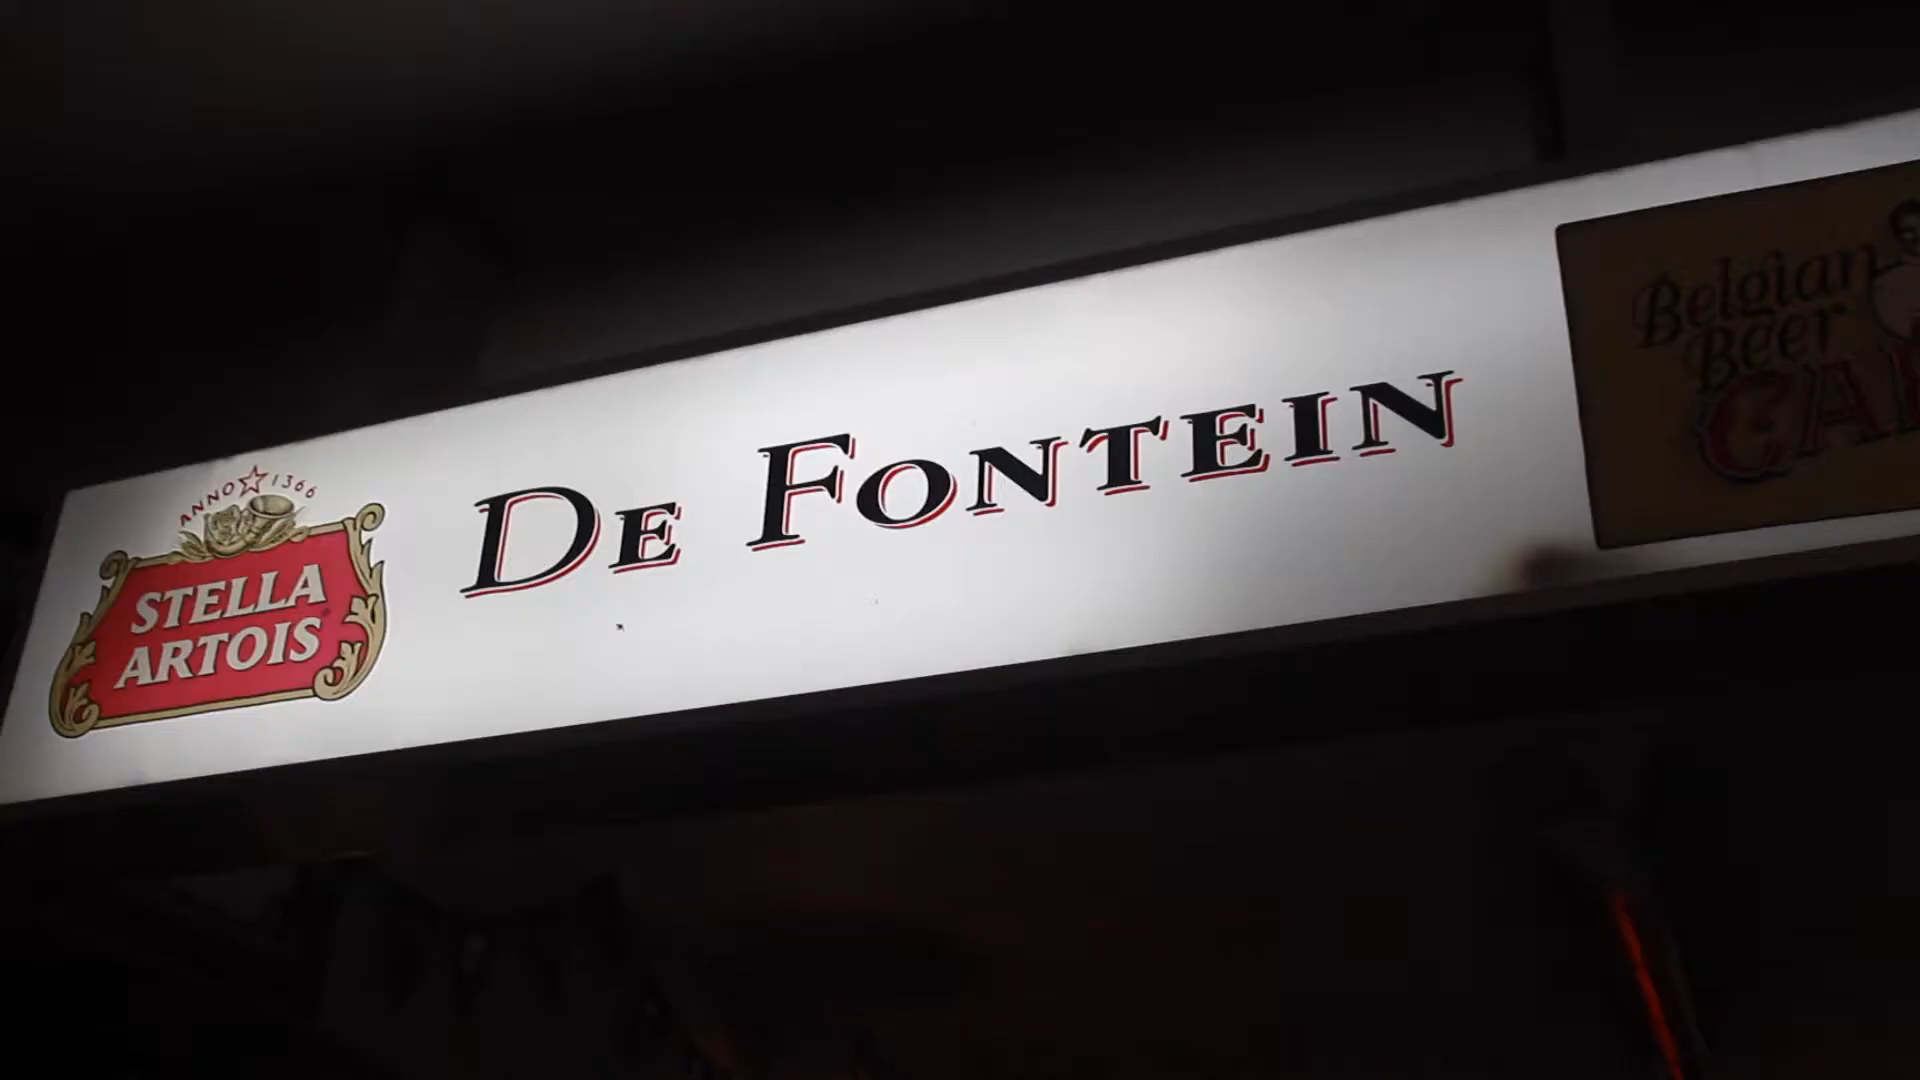 ANNO 1366
STELLA
ARTOIS
DE FONTEIN
Belgian
Beer